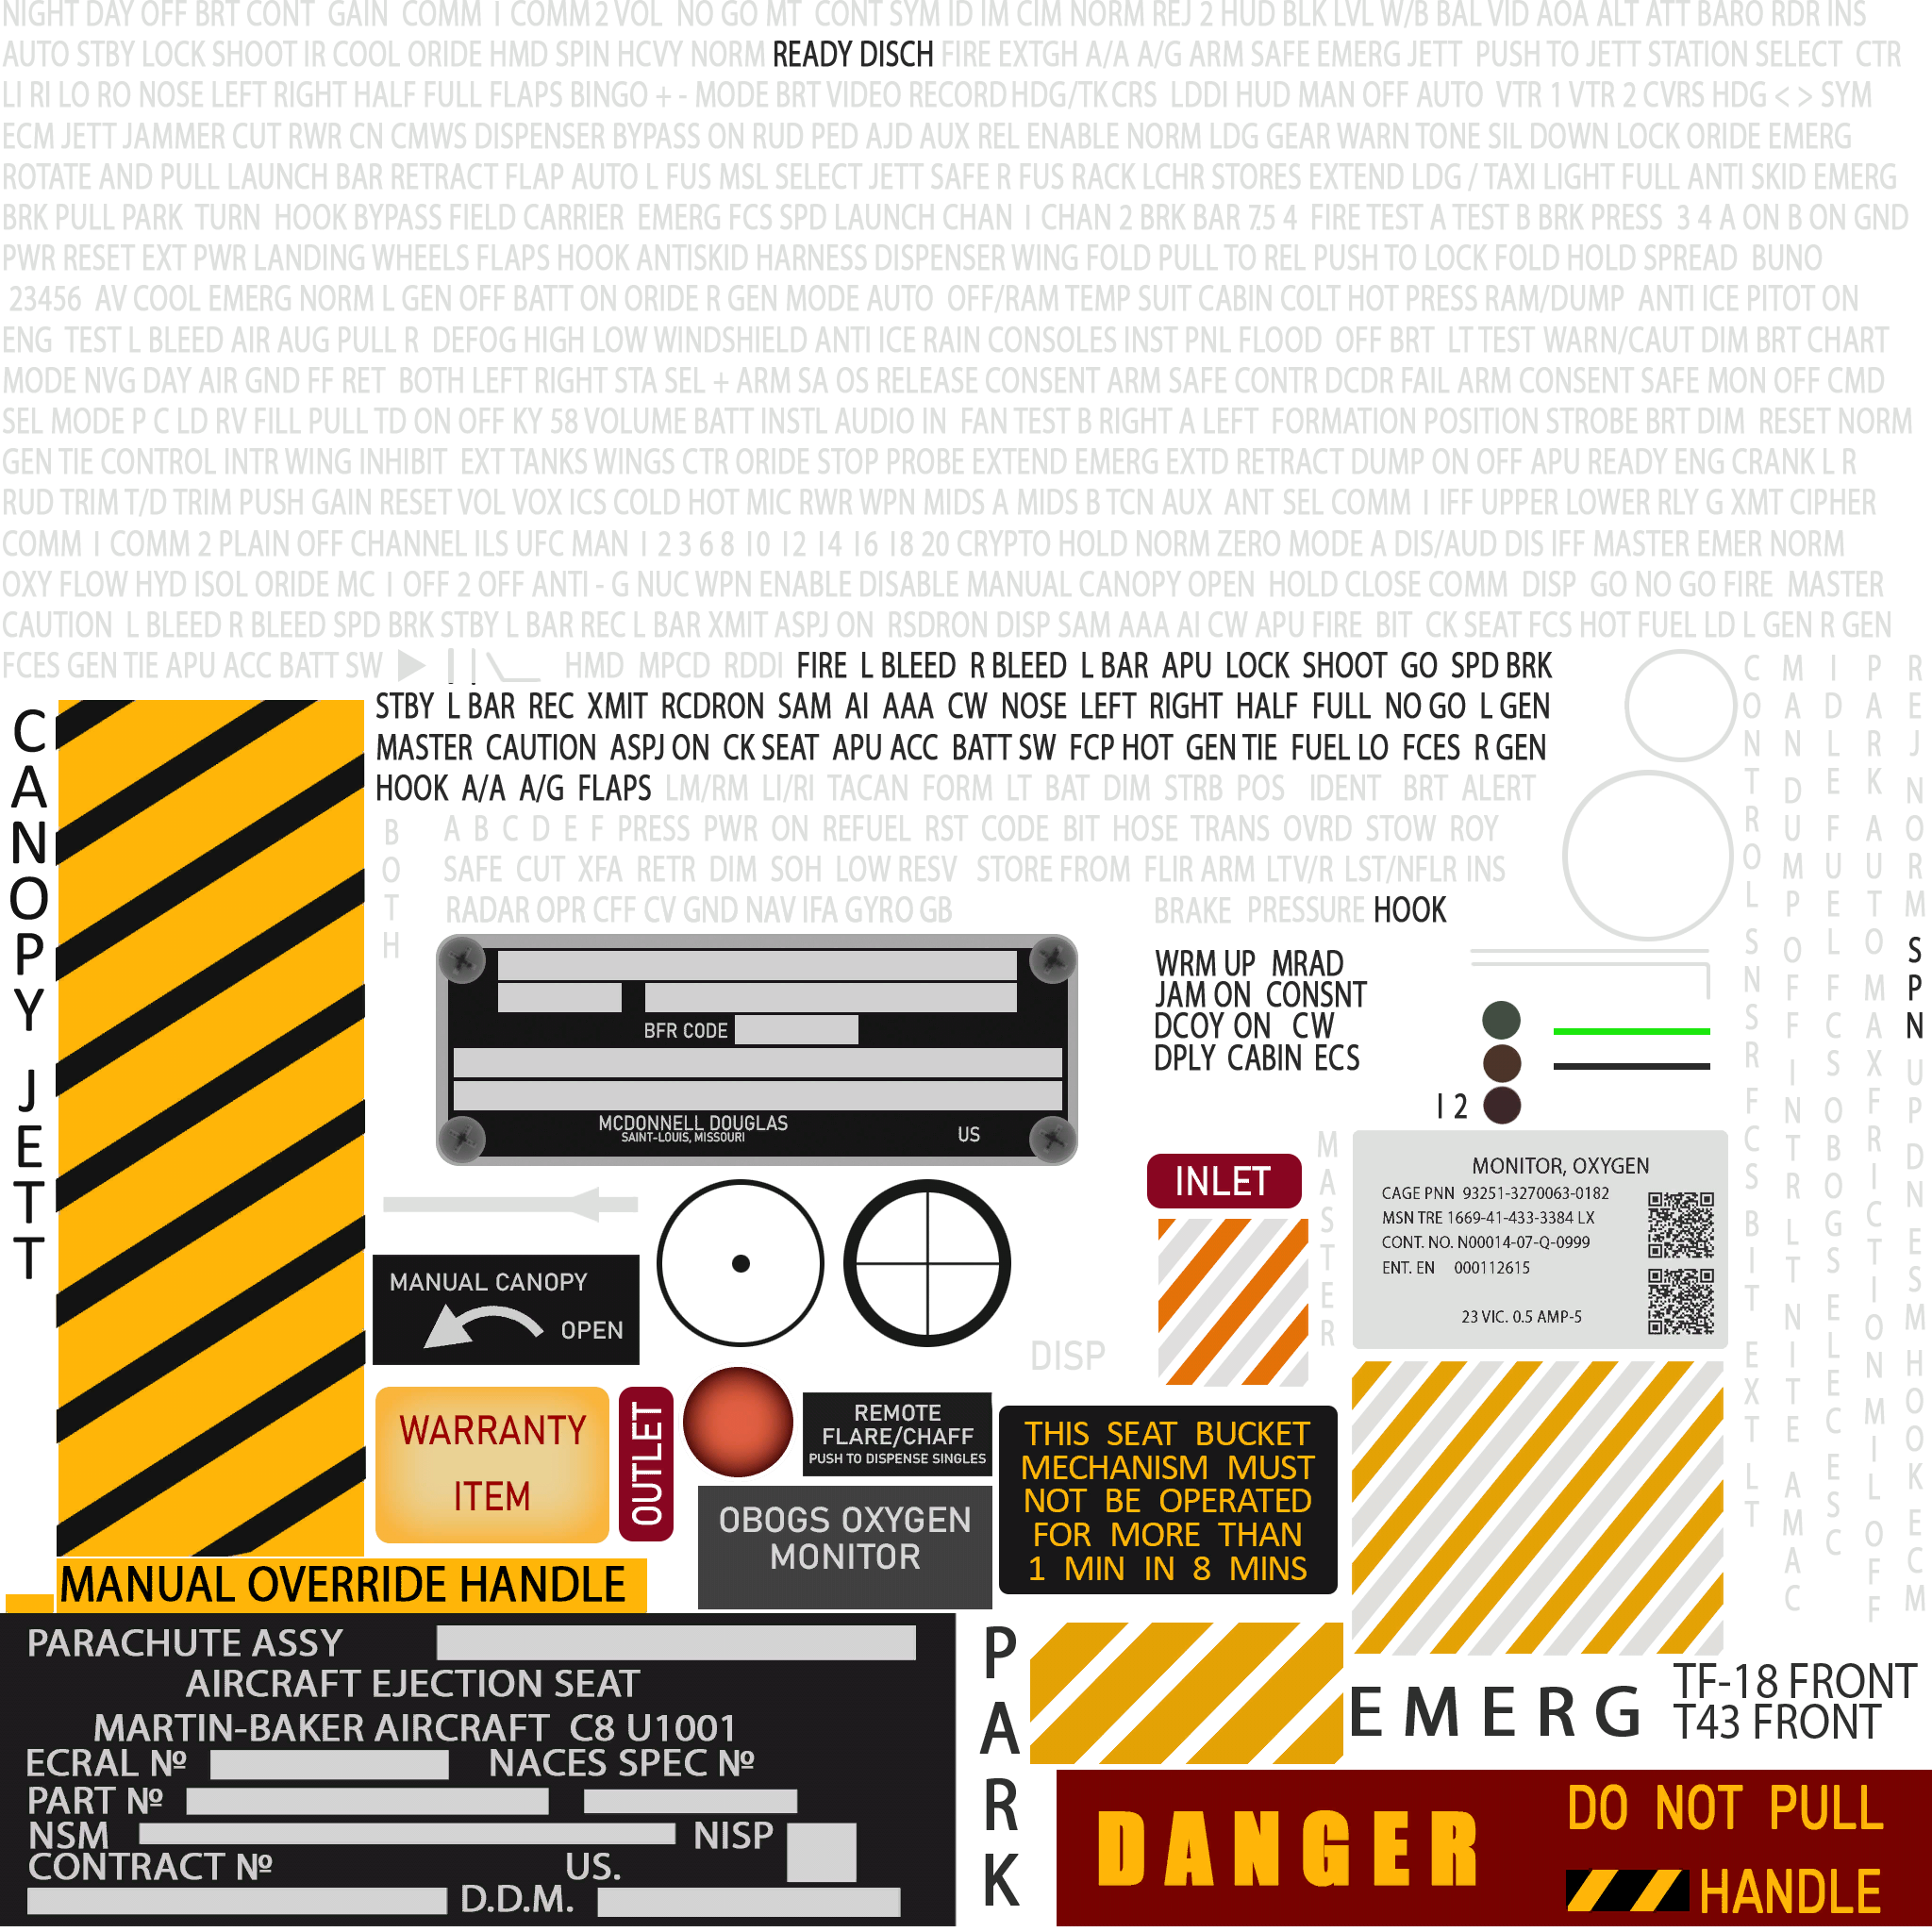 NIGHT DAY OFF BRT CONT GAIN COMM 1 COMM 2 VOL NO GO MT CONT SYM ID IM CIM NORM REJ 2 HUD BLK LVL W/B BAL VID AOA ALT ATT BARO RDR INS
AUTO STBY LOCK SHOOT IR COOL ORIDE HMD SPIN HCVY NORM READY DISCH FIRE EXTGH A/A A/G ARM SAFE EMERG JETT PUSH TO JETT STATION SELECT CTR
LI RI LO RO NOSE LEFT RIGHT HALF FULL FLAPS BINGO + - MODE BRT VIDEO RECORD HDG/TK CRS LDDI HUD MAN OFF AUTO VTR 1 VTR 2 CVRS HDG < > SYM
ECM JETT JAMMER CUT RWR CN CMWS DISPENSER BYPASS ON RUD PED AJD AUX REL ENABLE NORM LDG GEAR WARN TONE SIL DOWN LOCK ORIDE EMERG
ROTATE AND PULL LAUNCH BAR RETRACT FLAP AUTO L FUS MSL SELECT JETT SAFE R FUS RACK LCHR STORES EXTEND LDG / TAXI LIGHT FULL ANTI SKID EMERG
BRK PULL PARK TURN HOOK BYPASS FIELD CARRIER EMERG FCS SPD LAUNCH CHAN 1 CHAN 2 BRK BAR 7.5 4 FIRE TEST A TEST B BRK PRESS 3 4 A ON B ON GND
PWR RESET EXT PWR LANDING WHEELS FLAPS HOOK ANTISKID HARNESS DISPENSER WING FOLD PULL TO REL PUSH TO LOCK FOLD HOLD SPREAD BUNO
23456 AV COOL EMERG NORM L GEN OFF BATT ON ORIDE R GEN MODE AUTO OFF/RAM TEMP SUIT CABIN COLT HOT PRESS RAM/DUMP ANTI ICE PITOT ON
ENG TEST L BLEED AIR AUG PULL R DEFOG HIGH LOW WINDSHIELD ANTI ICE RAIN CONSOLES INST PNL FLOOD OFF BRT LT TEST WARN/CAUT DIM BRT CHART
MODE NVG DAY AIR GND FF RET BOTH LEFT RIGHT STA SEL + ARM SA OS RELEASE CONSENT ARM SAFE CONTR DCDR FAIL ARM CONSENT SAFE MON OFF CMD
SEL MODE P C LD RV FILL PULL TD ON OFF KY 58 VOLUME BATT INSTL AUDIO IN FAN TEST B RIGHT A LEFT FORMATION POSITION STROBE BRT DIM RESET NORM
GEN TIE CONTROL INTR WING INHIBIT EXT TANKS WINGS CTR ORIDE STOP PROBE EXTEND EMERG EXTD RETRACT DUMP ON OFF APU READY ENG CRANK L R
RUD TRIM T/D TRIM PUSH GAIN RESET VOL VOX ICS COLD HOT MIC RWR WPN MIDS A MIDS B TCN AUX ANT SEL COMM 1 IFF UPPER LOWER RLY G XMT CIPHER
COMM 1 COMM 2 PLAIN OFF CHANNEL ILS UFC MAN 1 2 3 6 8 10 12 14 16 18 20 CRYPTO HOLD NORM ZERO MODE A DIS/AUD DIS IFF MASTER EMER NORM
OXY FLOW HYD ISOL ORIDE MC 1 OFF 2 OFF ANTI - G NUC WPN ENABLE DISABLE MANUAL CANOPY OPEN HOLD CLOSE COMM DISP GO NO GO FIRE MASTER
CAUTION L BLEED R BLEED SPD BRK STBY L BAR REC L BAR XMIT ASPJ ON RSDRON DISP SAM AAA AI CW APU FIRE BIT CK SEAT FCS HOT FUEL LD L GEN R GEN
FCES GEN TIE APU ACC BATT SW HMD MPCD RDDI FIRE L BLEED R BLEED L BAR APU LOCK SHOOT GO SPD BRK
STBY L BAR REC XMIT RCDRON SAM AI AAA CW NOSE LEFT RIGHT HALF FULL NO GO L GEN
MASTER CAUTION ASPJ ON CK SEAT APU ACC BATT SW FCP HOT GEN TIE FUEL LO FCES R GEN
HOOK A/A A/G FLAPS LM/RM LI/RI TACAN FORM LT BAT DIM STRB POS IDENT BRT ALERT
A B C D E F PRESS PWR ON REFUEL RST CODE BIT HOSE TRANS OVRD STOW ROY
SAFE CUT XFA RETR DIM SOH LOW RESV STORE FROM FLIR ARM LTV/R LST/NFLR INS
RADAR OPR CFF CV GND NAV IFA GYRO GB
BRAKE PRESSURE HOOK
BOTH
CANOPY JETT
WRM UP MRAD
JAM ON CONSNT
DCOY ON CW
DPLY CABIN ECS
1 2
CONTROL SNSR FCS BIT EXT LT
MAN DUMP OFF INTR LT NITE AMAC
IDLE FUEL FCS OBOGS ELEC ESC
PARK AUTO MAX FRICTION MIL OFF
REJ NORM SPN UP DN ES M HOOK ECM
BFR CODE
MCDONNELL DOUGLAS
SAINT-LOUIS, MISSOURI
US
INLET
MASTER
MONITOR, OXYGEN
CAGE PNN 93251-3270063-0182
MSN TRE 1669-41-433-3384 LX
CONT. NO. N00014-07-Q-0999
ENT. EN 000112615
23 VIC. 0.5 AMP-5
MANUAL CANOPY
OPEN
DISP
WARRANTY
ITEM
OUTLET
REMOTE
FLARE/CHAFF
PUSH TO DISPENSE SINGLES
OBOGS OXYGEN
MONITOR
THIS SEAT BUCKET
MECHANISM MUST
NOT BE OPERATED
FOR MORE THAN
1 MIN IN 8 MINS
MANUAL OVERRIDE HANDLE
PARACHUTE ASSY
AIRCRAFT EJECTION SEAT
MARTIN-BAKER AIRCRAFT C8 U1001
ECRAL Nº NACES SPEC Nº
PART Nº
NSM NISP
CONTRACT Nº US.
D.D.M.
PARK
EMERG
TF-18 FRONT
T43 FRONT
DANGER
DO NOT PULL
HANDLE